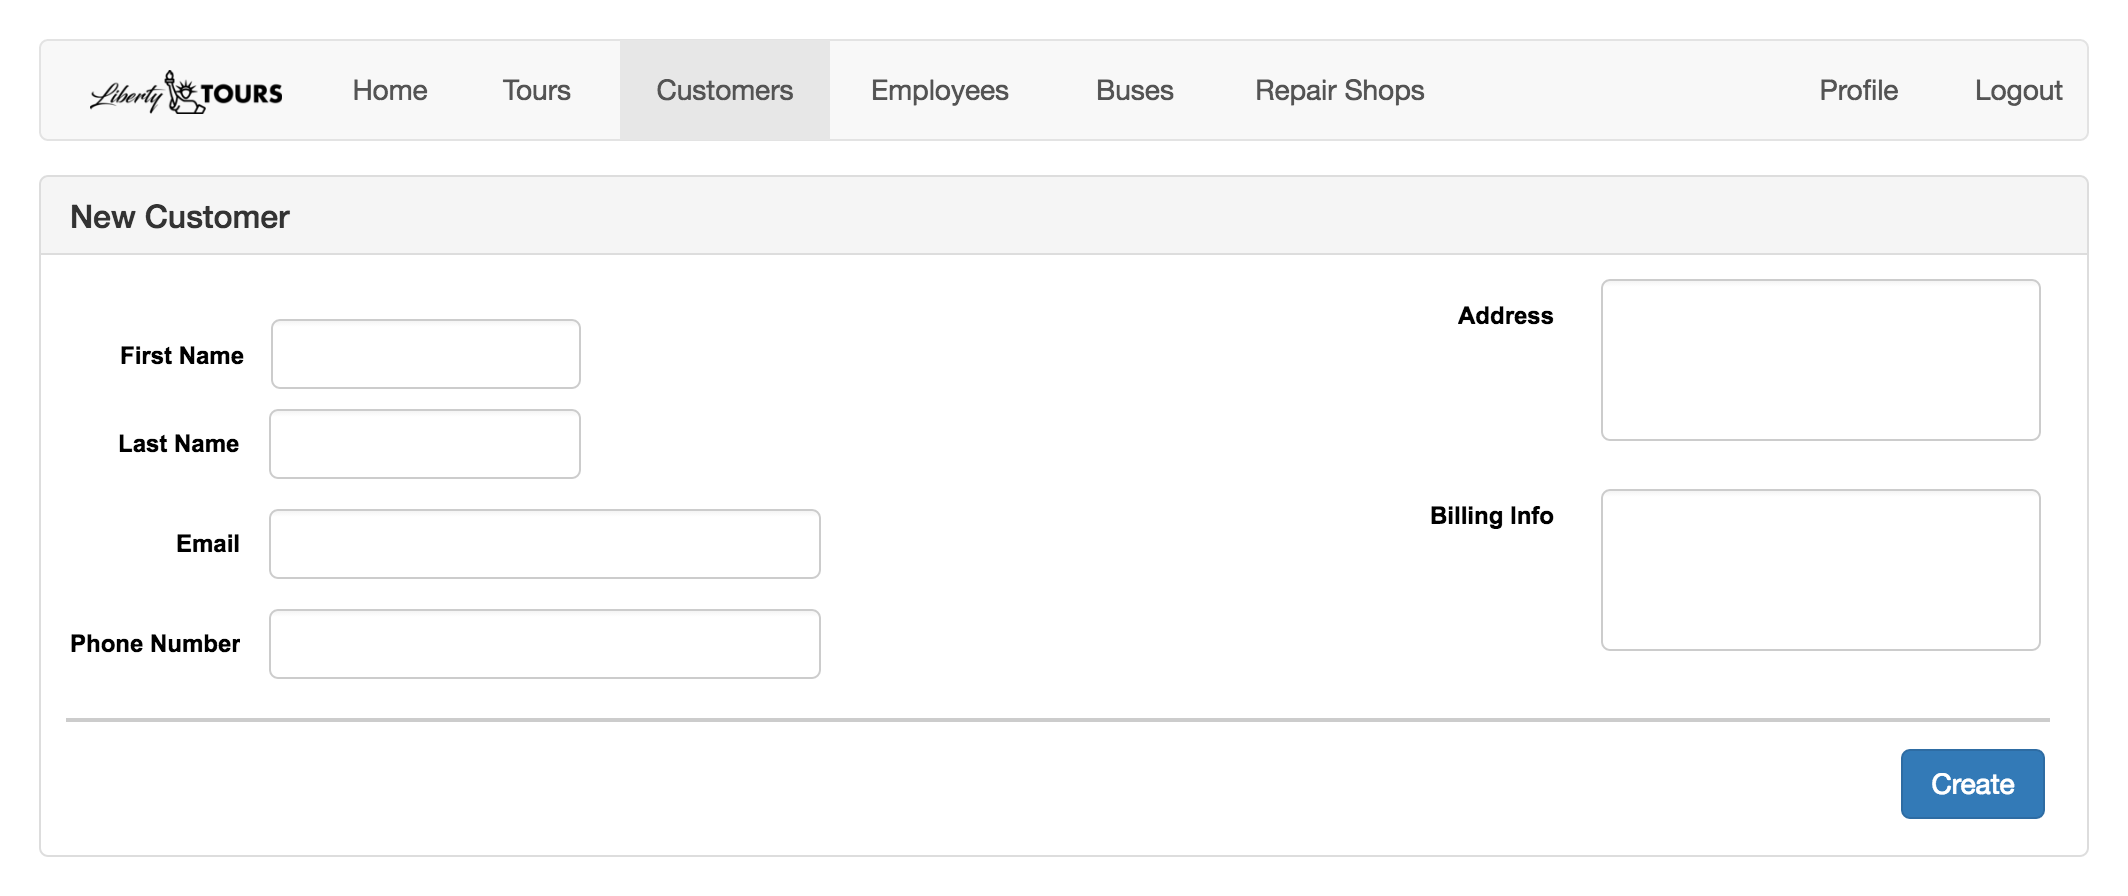 Liberty TOURS Home Tours Customers Employees Buses Repair Shops Profile Logout
New Customer
First Name
Last Name
Email
Phone Number
Address
Billing Info
Create